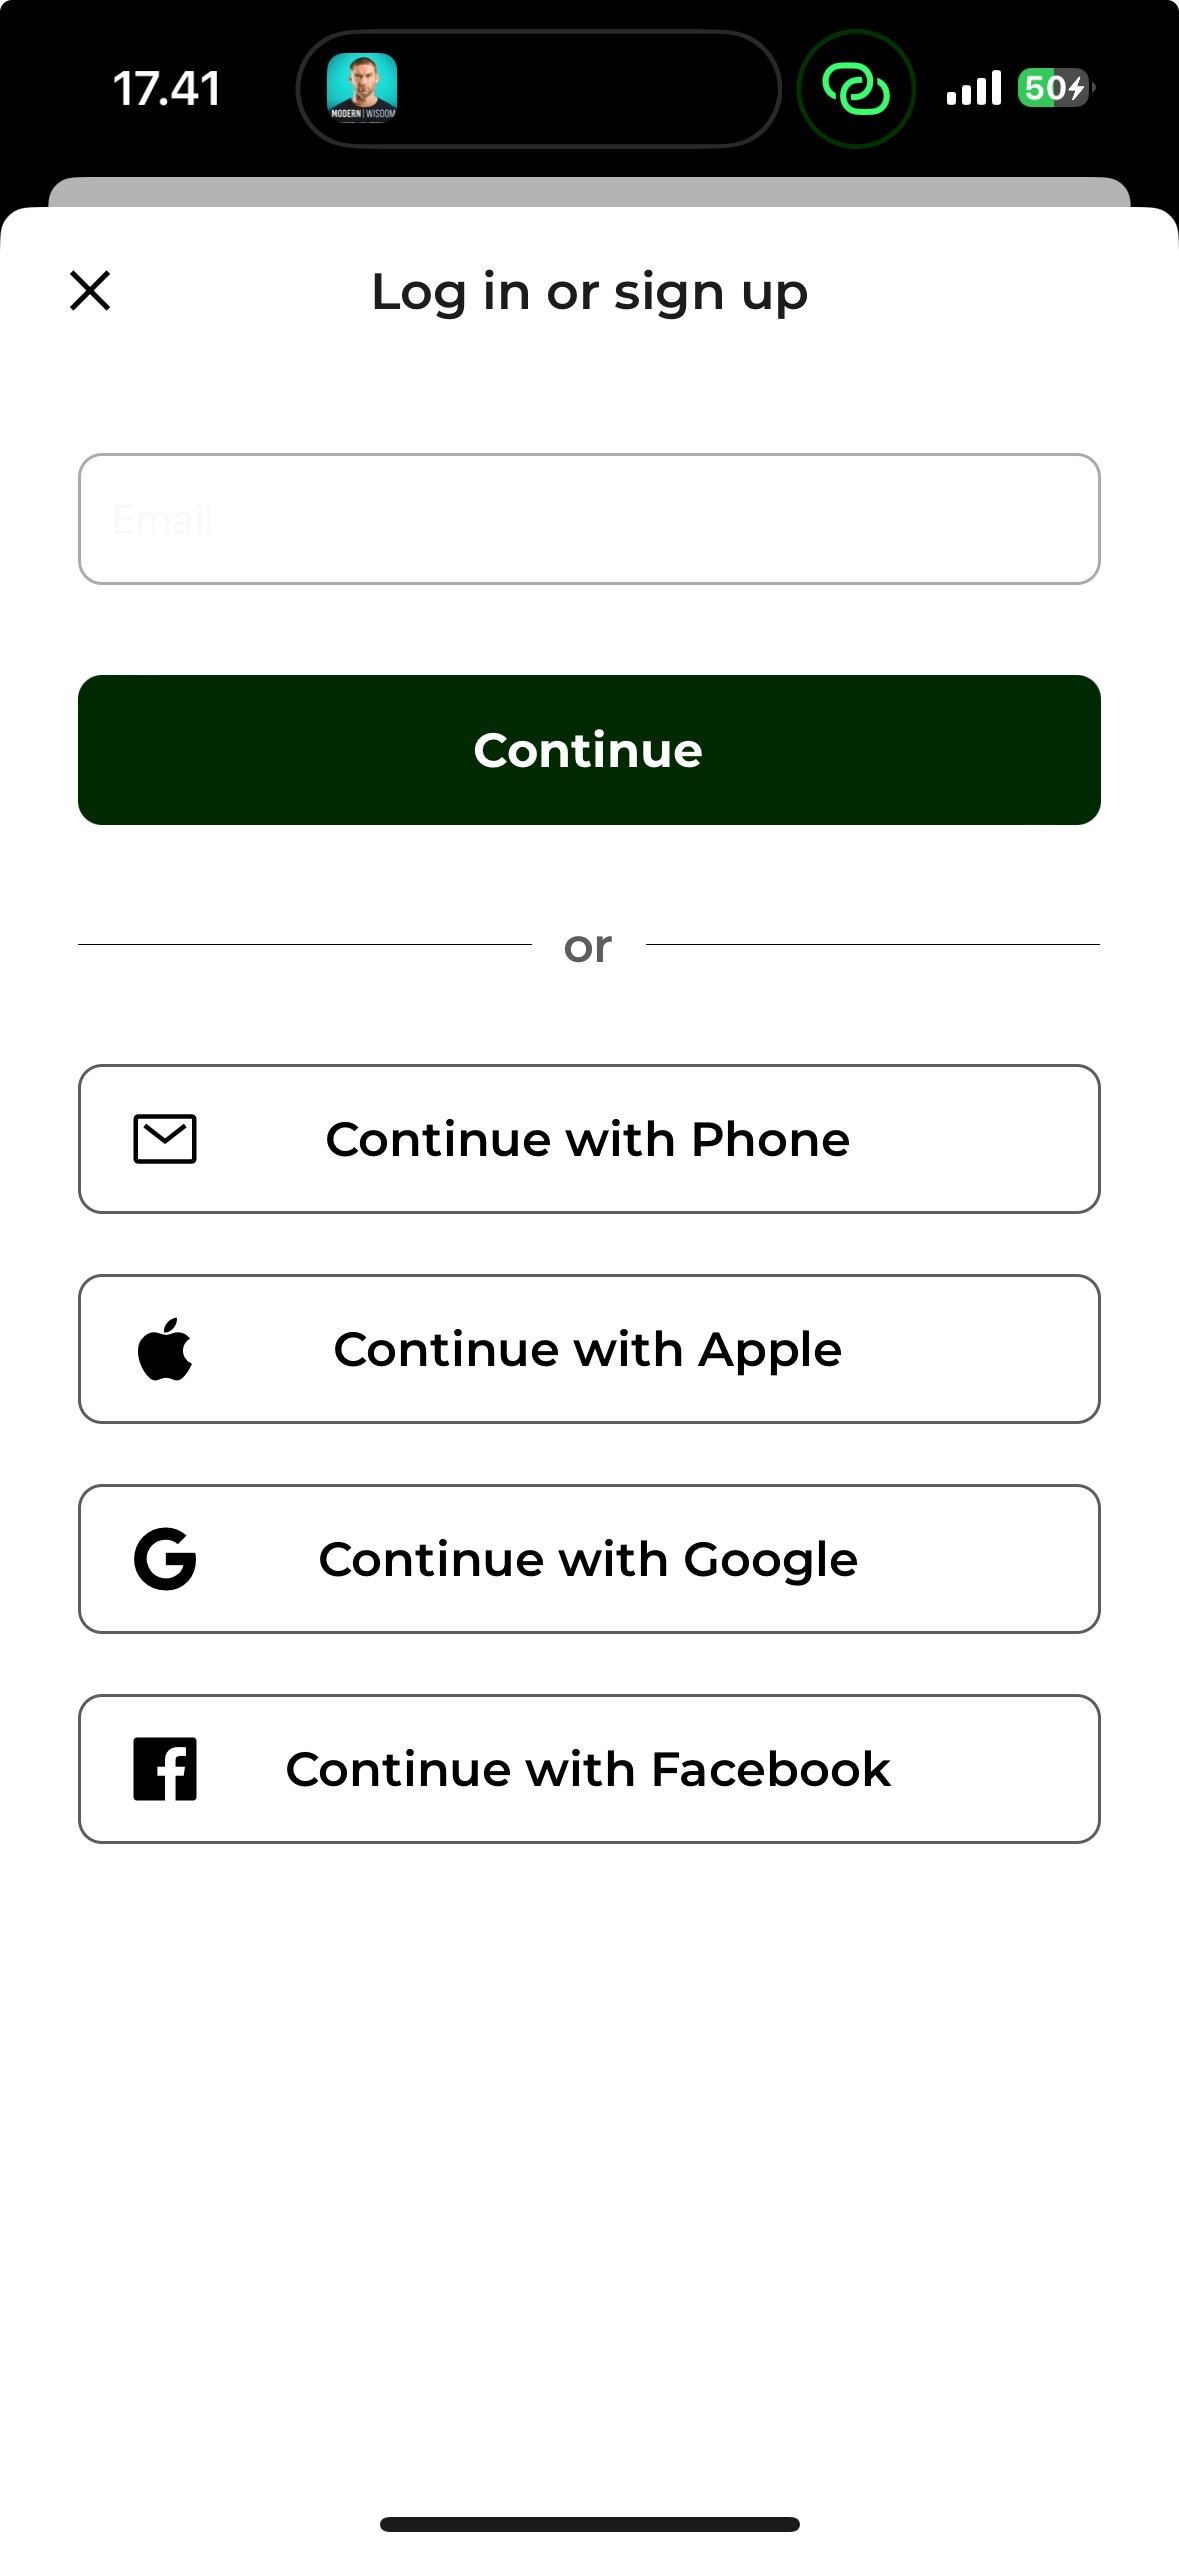 17.41
MODERN | WISDOM
50
Log in or sign up
Email
Continue
or
Continue with Phone
Continue with Apple
Continue with Google
Continue with Facebook